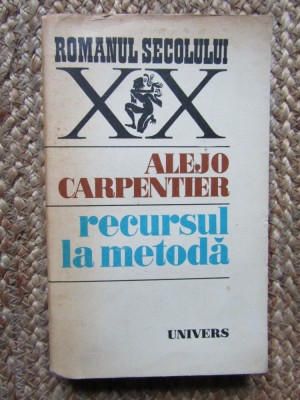 ROMANUL SECOLULUI
XX
ALEJO
CARPENTIER
recursul
la metodă
UNIVERS